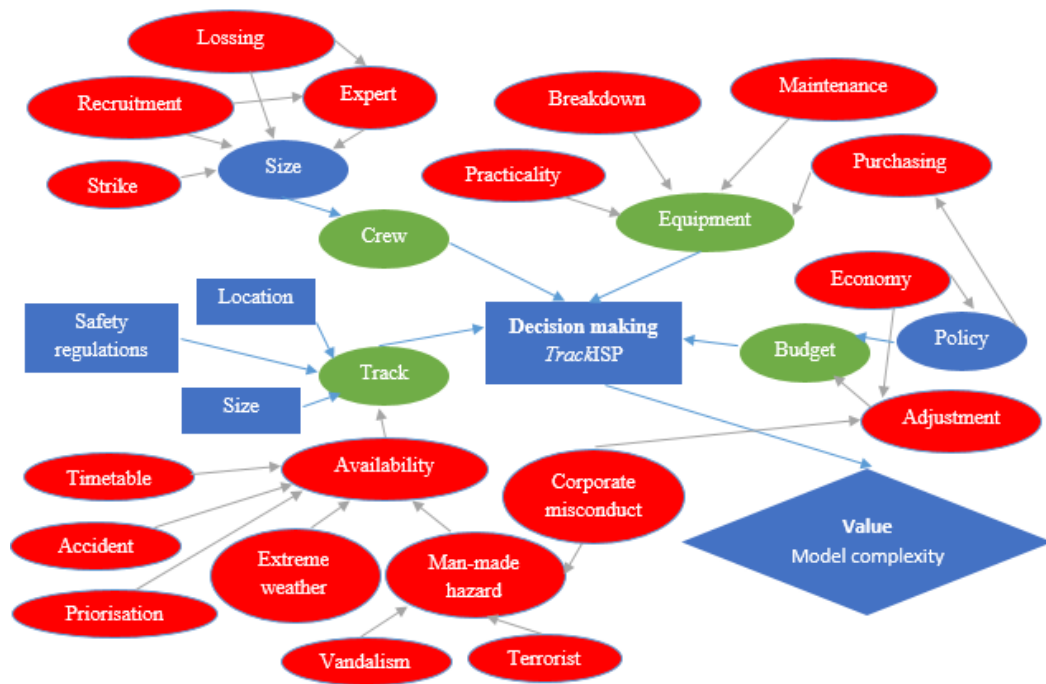 Lossing
Recruitment
Expert
Breakdown
Maintenance
Size
Strike
Practicality
Purchasing
Equipment
Crew
Location
Economy
Safety
regulations
Decision making
TrackISP
Budget
Policy
Track
Size
Adjustment
Availability
Timetable
Corporate
misconduct
Accident
Extreme
weather
Man-made
hazard
Value
Model complexity
Priorisation
Vandalism
Terrorist